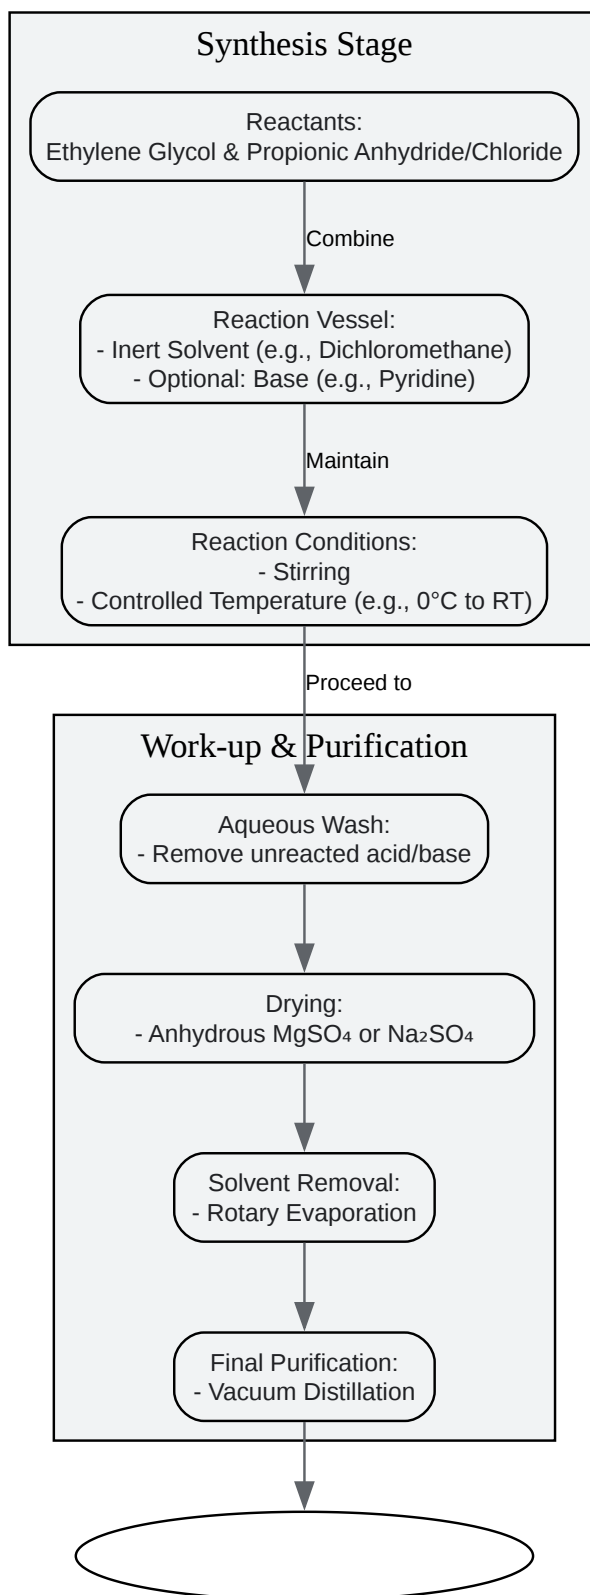 Synthesis Stage
Reactants:
Ethylene Glycol & Propionic Anhydride/Chloride
Combine
Reaction Vessel:
- Inert Solvent (e.g., Dichloromethane)
- Optional: Base (e.g., Pyridine)
Maintain
Reaction Conditions:
- Stirring
- Controlled Temperature (e.g., 0°C to RT)
Proceed to
Work-up & Purification
Aqueous Wash:
- Remove unreacted acid/base
Drying:
- Anhydrous MgSO₄ or Na₂SO₄
Solvent Removal:
- Rotary Evaporation
Final Purification:
- Vacuum Distillation